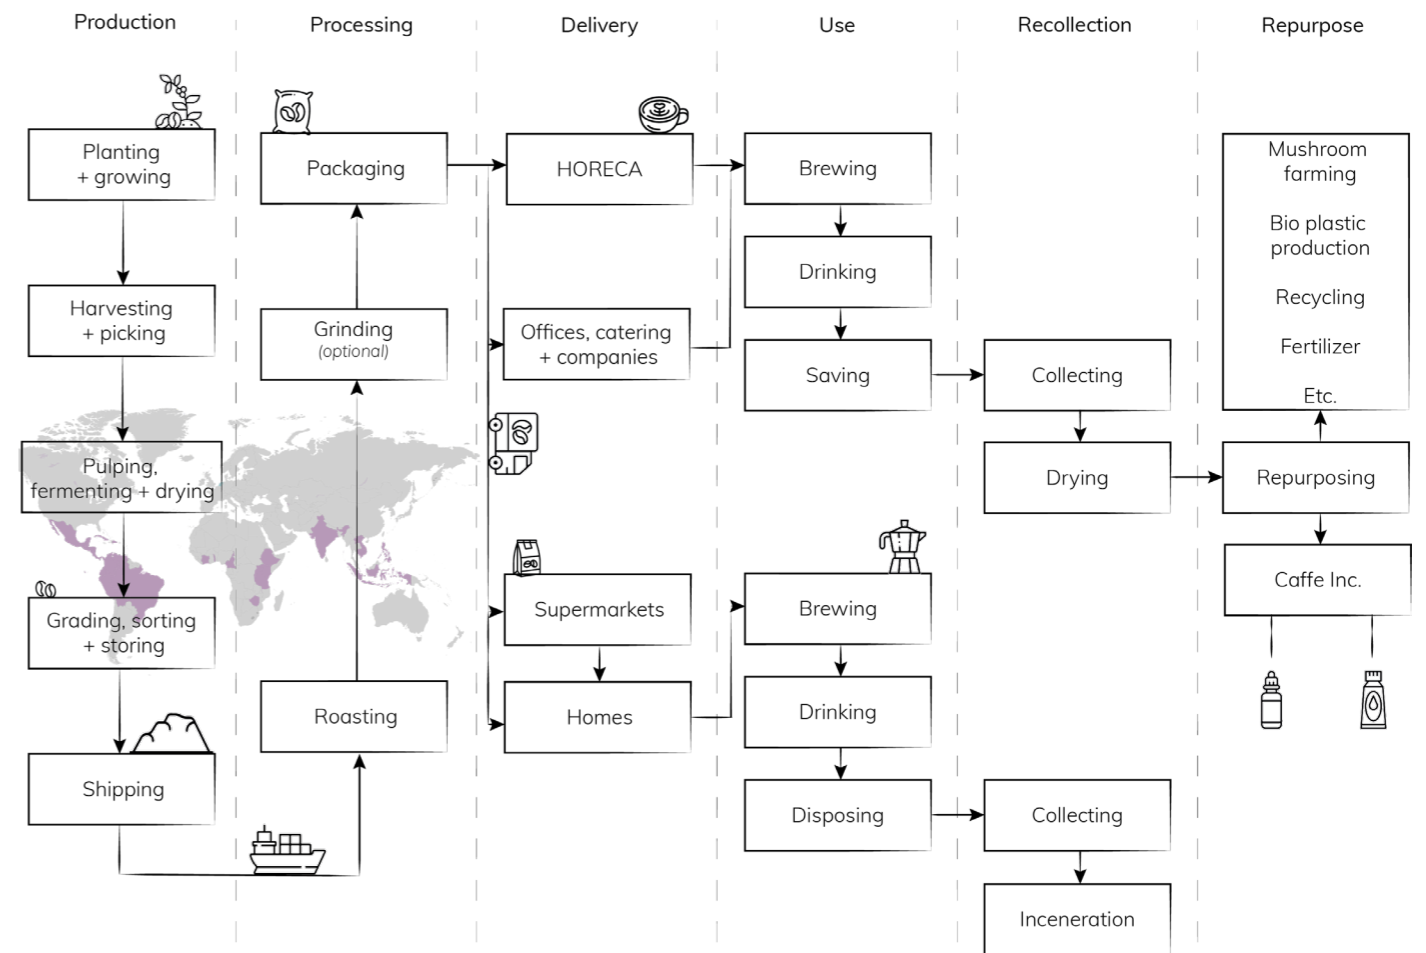 Production
Processing
Delivery
Use
Recollection
Repurpose
Planting
+ growing
Harvesting
+ picking
Pulping,
fermenting + drying
Grading, sorting
+ storing
Shipping
Packaging
Grinding
(optional)
Roasting
HORECA
Offices, catering
+ companies
Supermarkets
Homes
Brewing
Drinking
Saving
Brewing
Drinking
Disposing
Collecting
Drying
Collecting
Inceneration
Mushroom
farming
Bio plastic
production
Recycling
Fertilizer
Etc.
Repurposing
Caffe Inc.